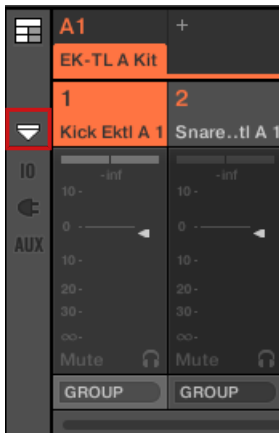 A1 +
EK-TL A Kit
1 2
Kick Ektl A 1 Snare..tl A 1
-inf -inf
10- 10-
0 - 0 -
10- 10-
20- 20-
30- 30-
∞- ∞-
Mute Mute
GROUP GROUP
IO
AUX